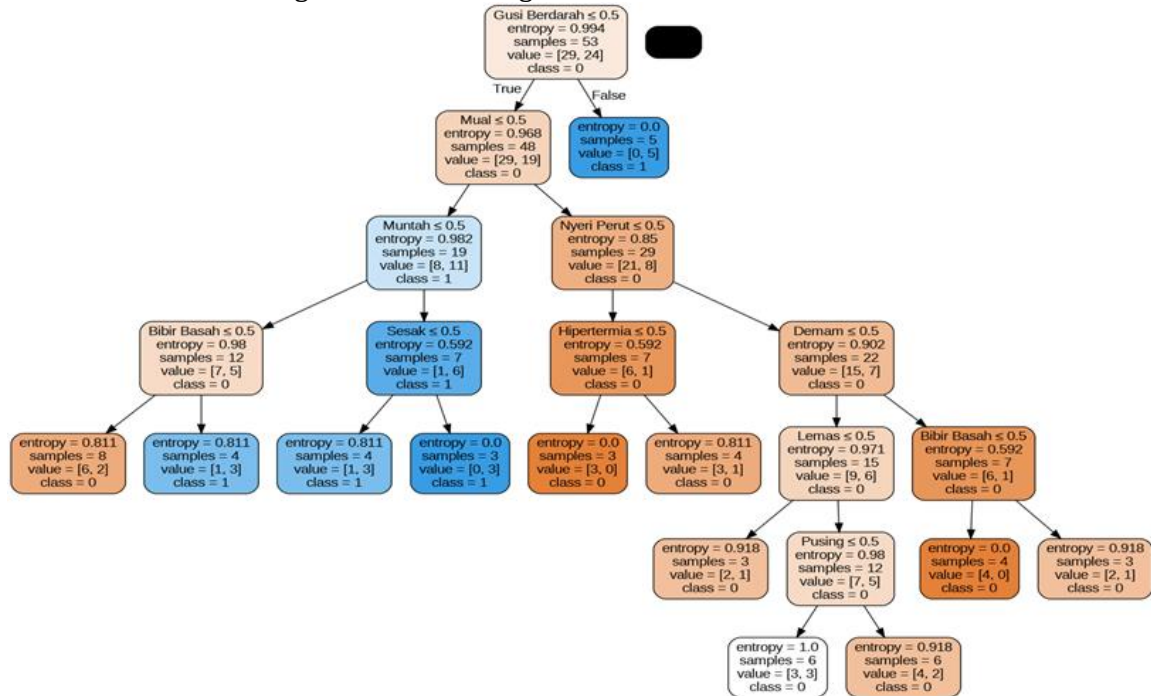 Gusi Berdarah ≤ 0.5
entropy = 0.994
samples = 53
value = [29, 24]
class = 0
True
False
Mual ≤ 0.5
entropy = 0.968
samples = 48
value = [29, 19]
class = 0
entropy = 0.0
samples = 5
value = [0, 5]
class = 1
Muntah ≤ 0.5
entropy = 0.982
samples = 19
value = [8, 11]
class = 1
Nyeri Perut ≤ 0.5
entropy = 0.85
samples = 29
value = [21, 8]
class = 0
Bibir Basah ≤ 0.5
entropy = 0.98
samples = 12
value = [7, 5]
class = 0
Sesak ≤ 0.5
entropy = 0.592
samples = 7
value = [1, 6]
class = 1
Hipertermia ≤ 0.5
entropy = 0.592
samples = 7
value = [6, 1]
class = 0
Demam ≤ 0.5
entropy = 0.902
samples = 22
value = [15, 7]
class = 0
entropy = 0.811
samples = 8
value = [6, 2]
class = 0
entropy = 0.811
samples = 4
value = [1, 3]
class = 1
entropy = 0.811
samples = 4
value = [1, 3]
class = 1
entropy = 0.0
samples = 3
value = [0, 3]
class = 1
entropy = 0.0
samples = 3
value = [3, 0]
class = 0
entropy = 0.811
samples = 4
value = [3, 1]
class = 0
Lemas ≤ 0.5
entropy = 0.971
samples = 15
value = [9, 6]
class = 0
Bibir Basah ≤ 0.5
entropy = 0.592
samples = 7
value = [6, 1]
class = 0
entropy = 0.918
samples = 3
value = [2, 1]
class = 0
Pusing ≤ 0.5
entropy = 0.98
samples = 12
value = [7, 5]
class = 0
entropy = 0.0
samples = 4
value = [4, 0]
class = 0
entropy = 0.918
samples = 3
value = [2, 1]
class = 0
entropy = 1.0
samples = 6
value = [3, 3]
class = 0
entropy = 0.918
samples = 6
value = [4, 2]
class = 0